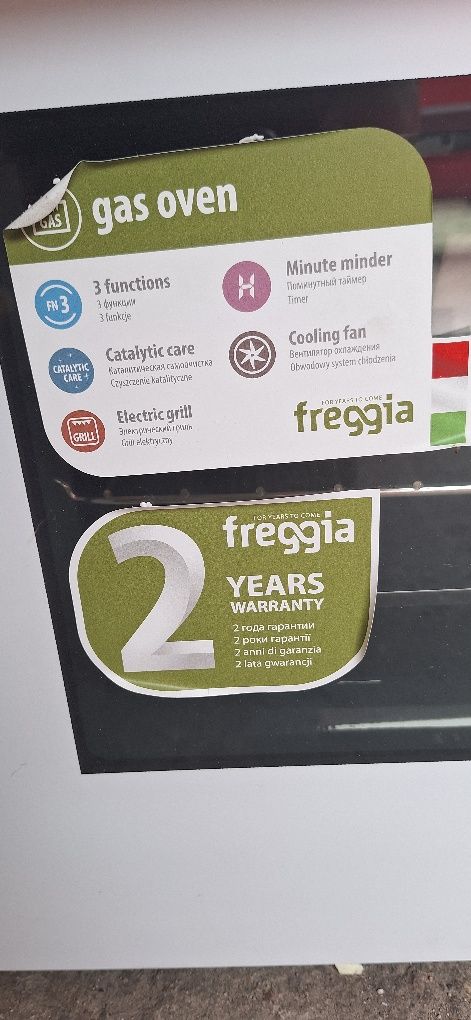 GAS
gas oven
FN 3
3 functions
3 функции
3 funkcje
Minute minder
Поминутный таймер
Timer
CATALYTIC
CARE
Catalytic care
Каталитическая самоочистка
Czyszczenie katalityczne
Cooling fan
Вентилятор охлаждения
Obwodowy system chłodzenia
GRILL
Electric grill
Электрический гриль
Grill elektryczny
FOR YEARS TO COME
freggia
FOR YEARS TO COME
freggia
2
YEARS
WARRANTY
2 года гарантии
2 роки гарантії
2 anni di garanzia
2 lata gwarancji